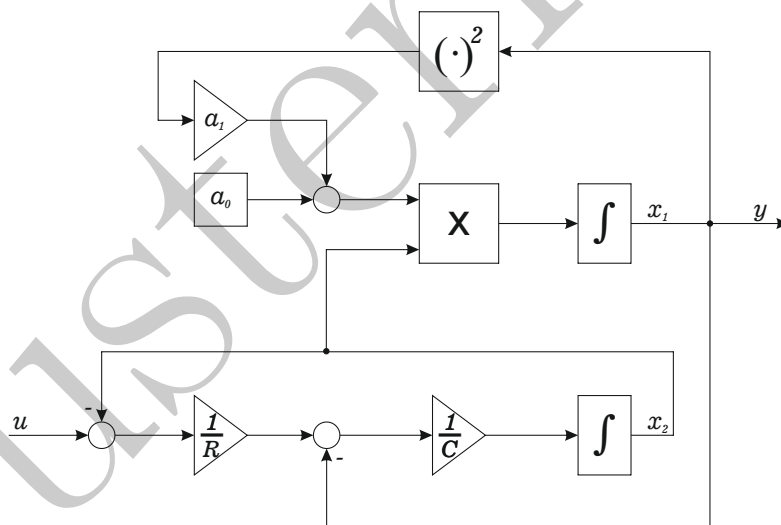 (·)²
a₁
a₀
X
∫
x₁
y
-
u
1
R
-
1
C
∫
x₂